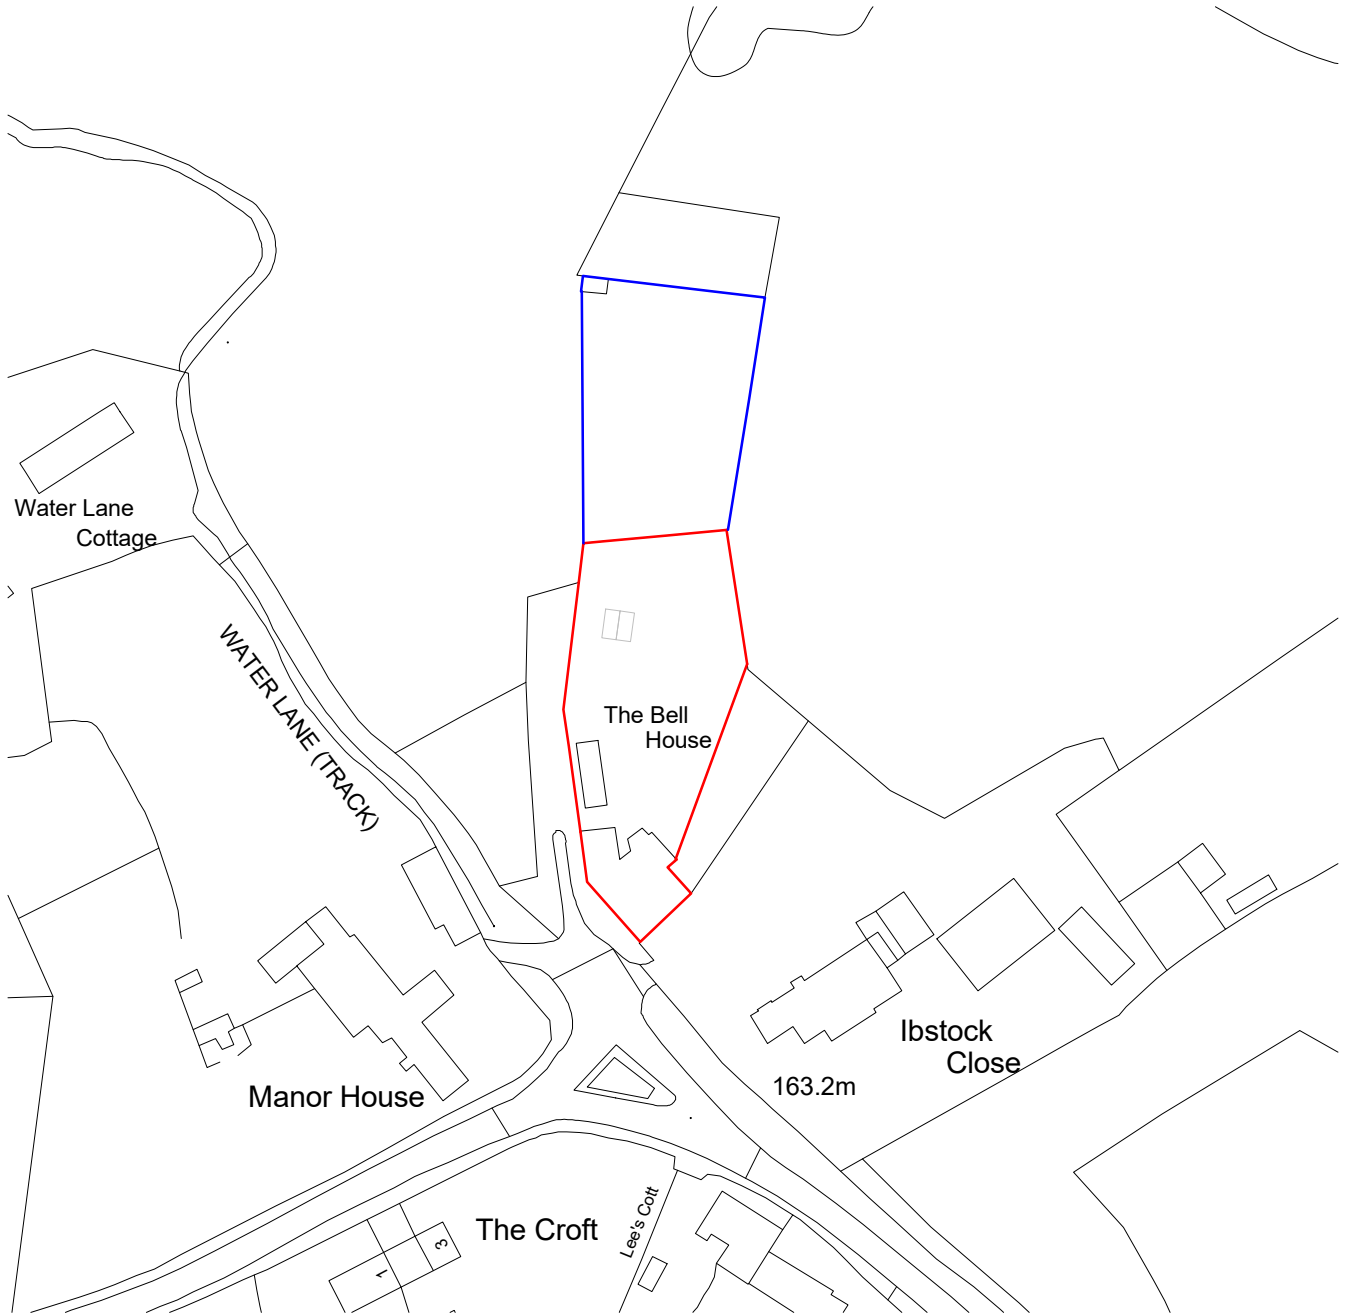 Water Lane
Cottage
WATER LANE (TRACK)
The Bell
House
Ibstock
Close
163.2m
Manor House
The Croft
Lee's Cott
3
1